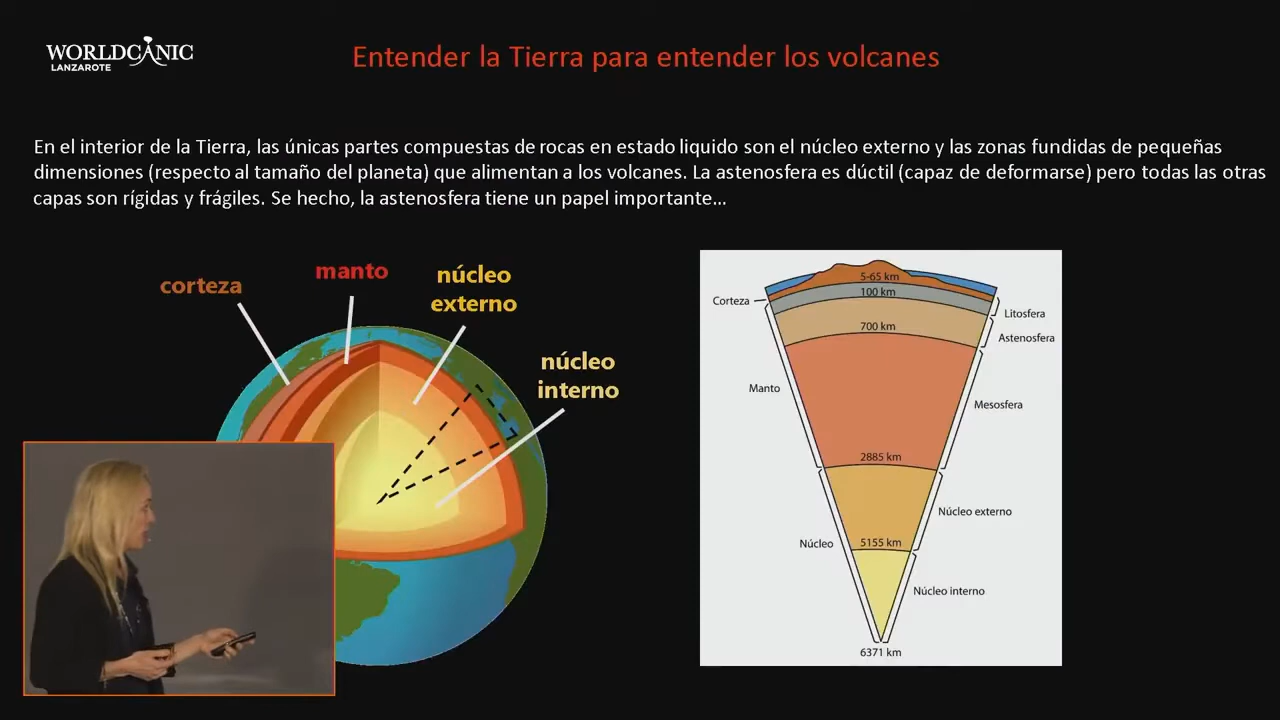 WORLDCANIC
LANZAROTE
Entender la Tierra para entender los volcanes
En el interior de la Tierra, las únicas partes compuestas de rocas en estado liquido son el núcleo externo y las zonas fundidas de pequeñas
dimensiones (respecto al tamaño del planeta) que alimentan a los volcanes. La astenosfera es dúctil (capaz de deformarse) pero todas las otras
capas son rígidas y frágiles. Se hecho, la astenosfera tiene un papel importante...
corteza
manto
núcleo
externo
núcleo
interno
5-65 km
100 km
Corteza
Litosfera
700 km
Astenosfera
Manto
Mesosfera
2885 km
Núcleo externo
5155 km
Núcleo
Núcleo interno
6371 km